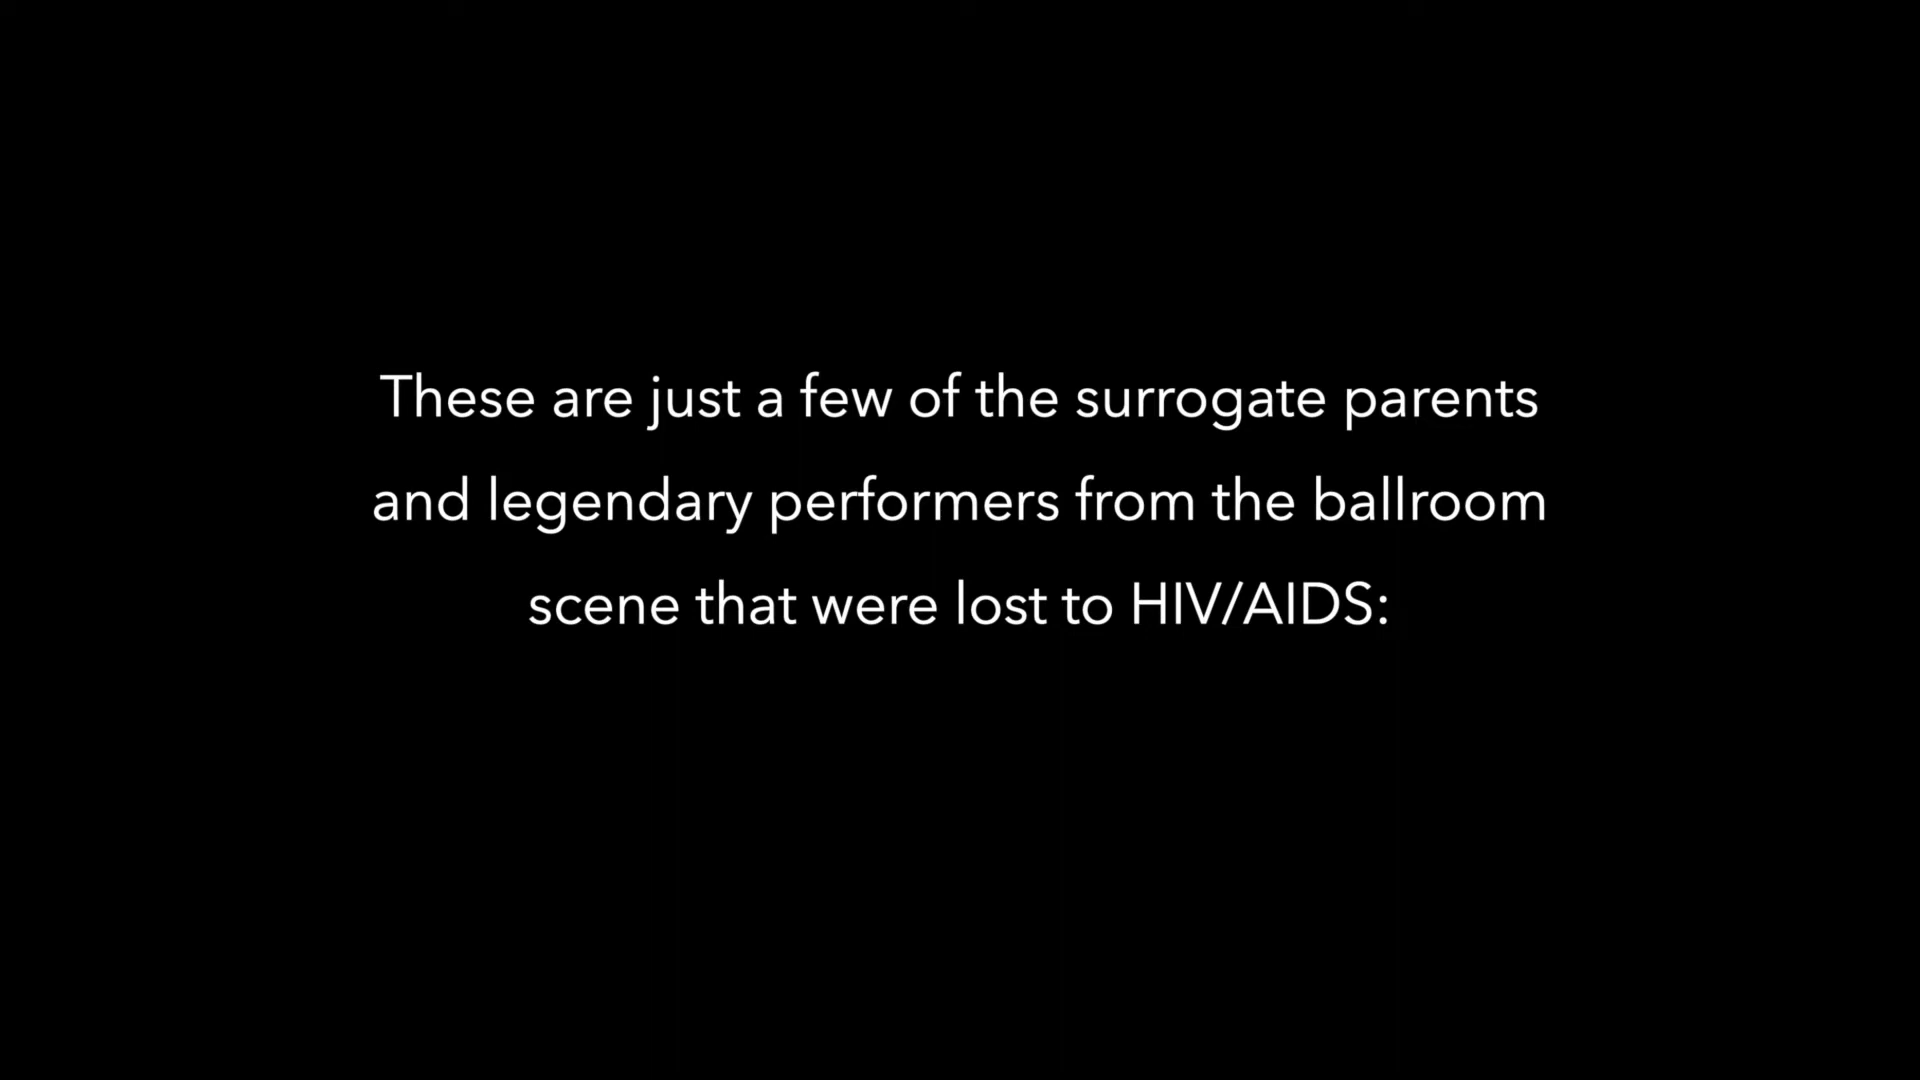 These are just a few of the surrogate parents
and legendary performers from the ballroom
scene that were lost to HIV/AIDS: